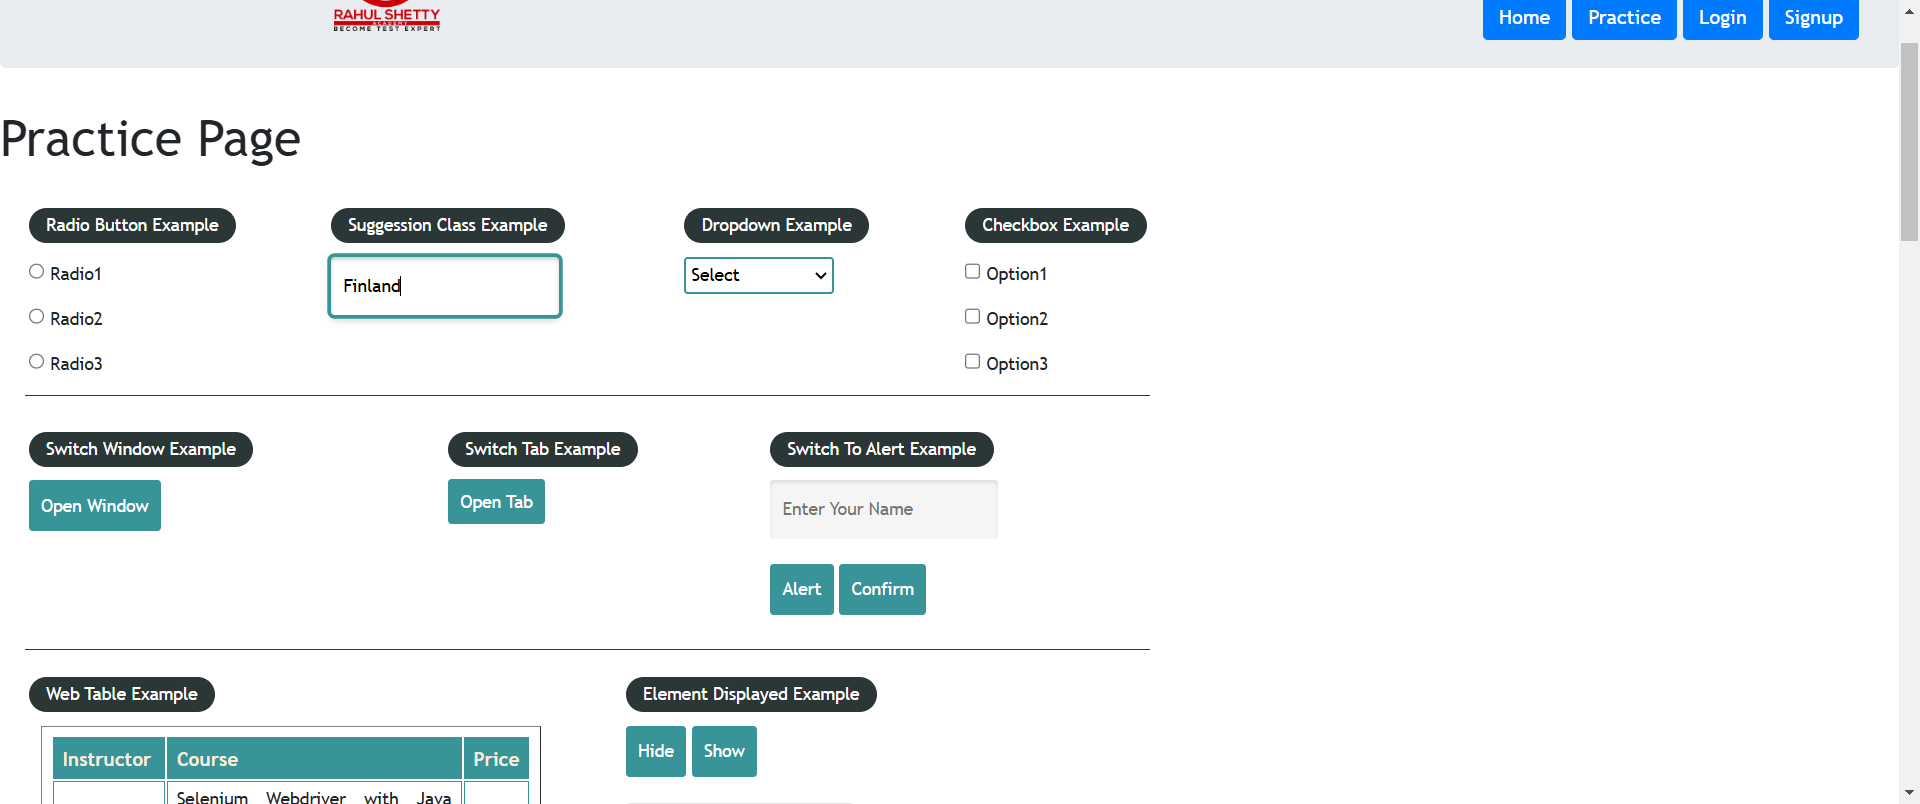 RAHUL SHETTY
ACADEMY
BECOME TEST EXPERT
Home Practice Login Signup
Practice Page
Radio Button Example Suggession Class Example Dropdown Example Checkbox Example
Radio1 Finland Select Option1
Radio2 Option2
Radio3 Option3
Switch Window Example Switch Tab Example Switch To Alert Example
Open Window Open Tab Enter Your Name
Alert Confirm
Web Table Example Element Displayed Example
Hide Show
Instructor Course Price
Selenium Webdriver with Java